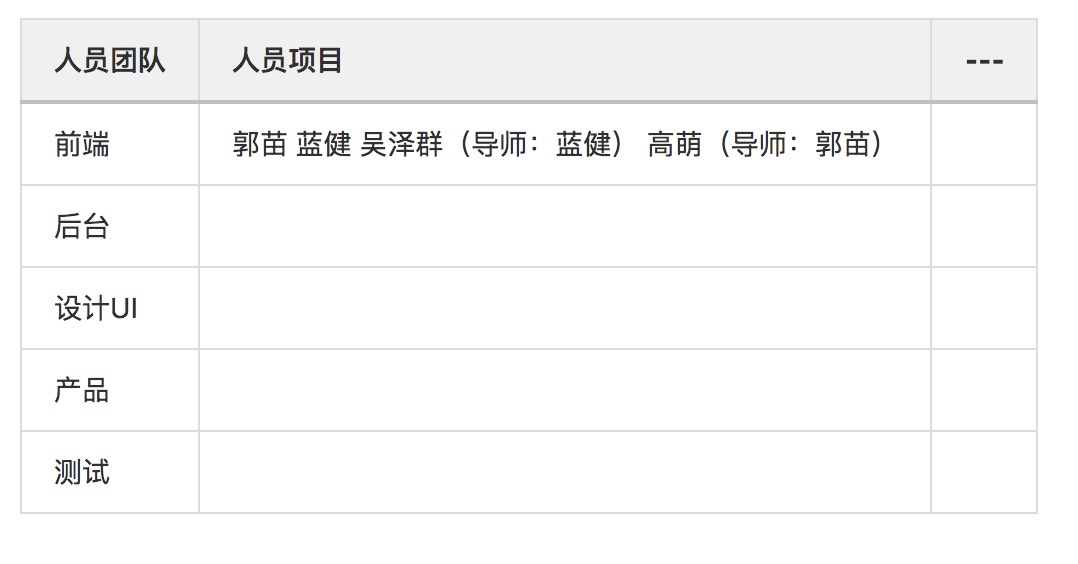 人员团队 人员项目 ---
前端 郭苗 蓝健 吴泽群（导师：蓝健） 高萌（导师：郭苗）
后台
设计UI
产品
测试